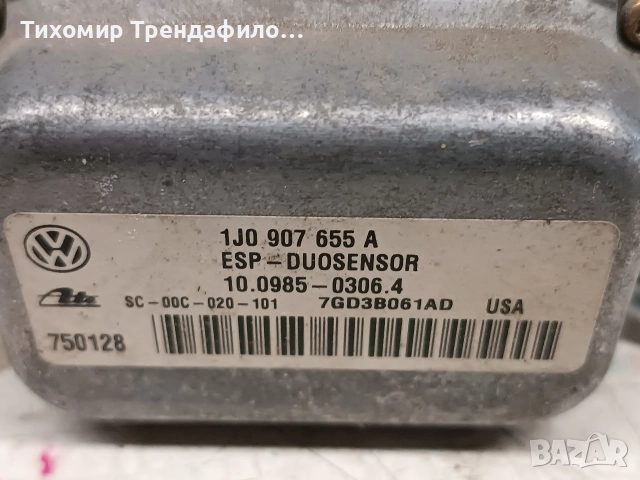 Тихомир Трендафило...
VW
1J0 907 655 A
ESP-DUOSENSOR
10.0985-0306.4
Ate
SC-00C-020-101 7GD3B061AD USA
750128
BAZAR